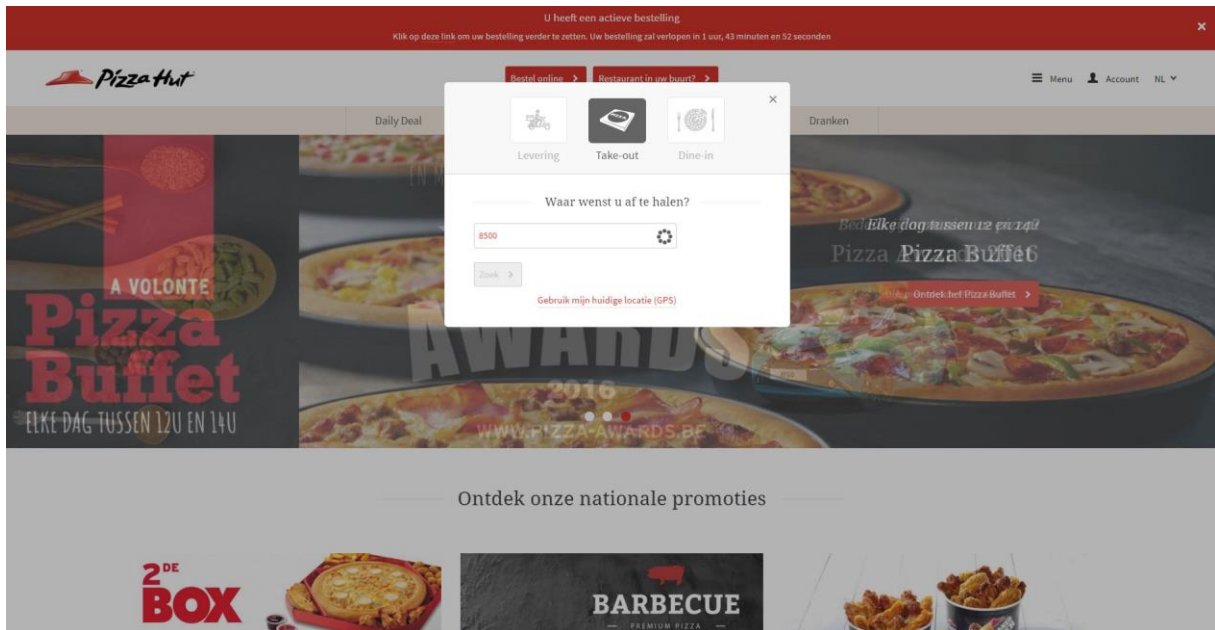 U heeft een actieve bestelling
Klik op deze link om uw bestelling verder te zetten. Uw bestelling zal verlopen in 1 uur, 43 minuten en 52 seconden
Pizza Hut
Bestel online
Restaurant in uw buurt?
Menu
Account
NL
Daily Deal
Dranken
Levering
Take-out
Dine-in
Waar wenst u af te halen?
8500
Zoek
Gebruik mijn huidige locatie (GPS)
A VOLONTE
Pizza
Buffet
ELKE DAG TUSSEN 12U EN 14U
IN
AWARDS
2016
WWW.PIZZA-AWARDS.BE
Elke dag tussen 12 en 14u
Pizza Buffet
Ontdek het Pizza Buffet
Ontdek onze nationale promoties
2DE
BOX
BARBECUE
PREMIUM PIZZA